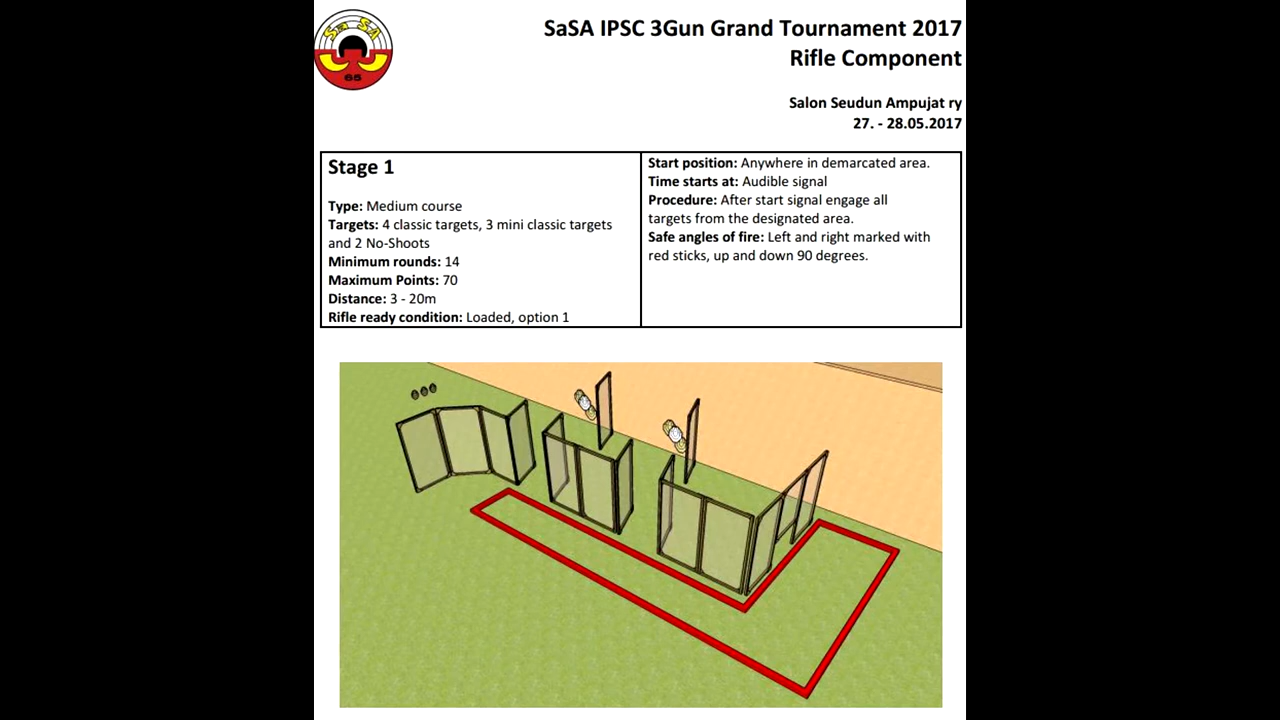 SaSA
65
SaSA IPSC 3Gun Grand Tournament 2017
Rifle Component
Salon Seudun Ampujat ry
27. - 28.05.2017
Stage 1
Type: Medium course
Targets: 4 classic targets, 3 mini classic targets
and 2 No-Shoots
Minimum rounds: 14
Maximum Points: 70
Distance: 3 - 20m
Rifle ready condition: Loaded, option 1
Start position: Anywhere in demarcated area.
Time starts at: Audible signal
Procedure: After start signal engage all
targets from the designated area.
Safe angles of fire: Left and right marked with
red sticks, up and down 90 degrees.